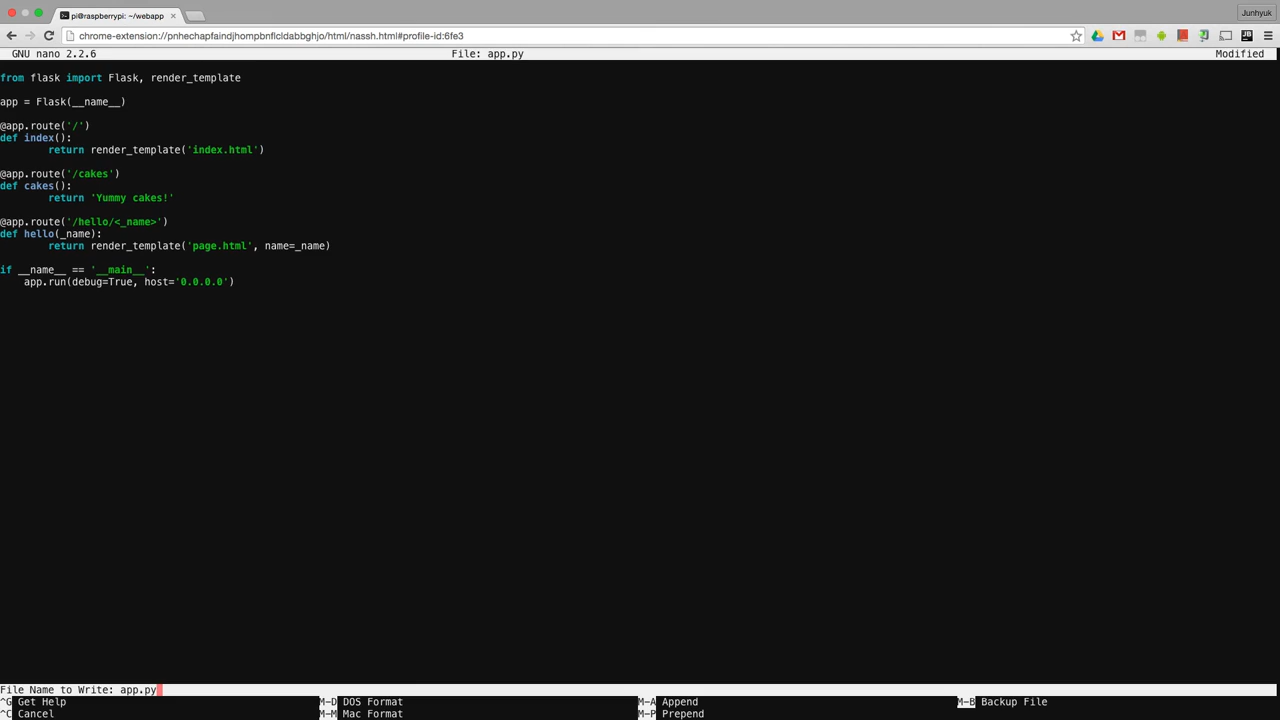 pi@raspberrypi: ~/webapp
Junhyuk
chrome-extension://pnhechapfaindjhompbnflcldabbghjo/html/nassh.html#profile-id:6fe3
GNU nano 2.2.6 File: app.py Modified
from flask import Flask, render_template
app = Flask(__name__)
@app.route('/')
def index():
return render_template('index.html')
@app.route('/cakes')
def cakes():
return 'Yummy cakes!'
@app.route('/hello/<_name>')
def hello(_name):
return render_template('page.html', name=_name)
if __name__ == '__main__':
app.run(debug=True, host='0.0.0.0')
File Name to Write: app.py
^G Get Help M-D DOS Format M-A Append M-B Backup File
^C Cancel M-M Mac Format M-P Prepend